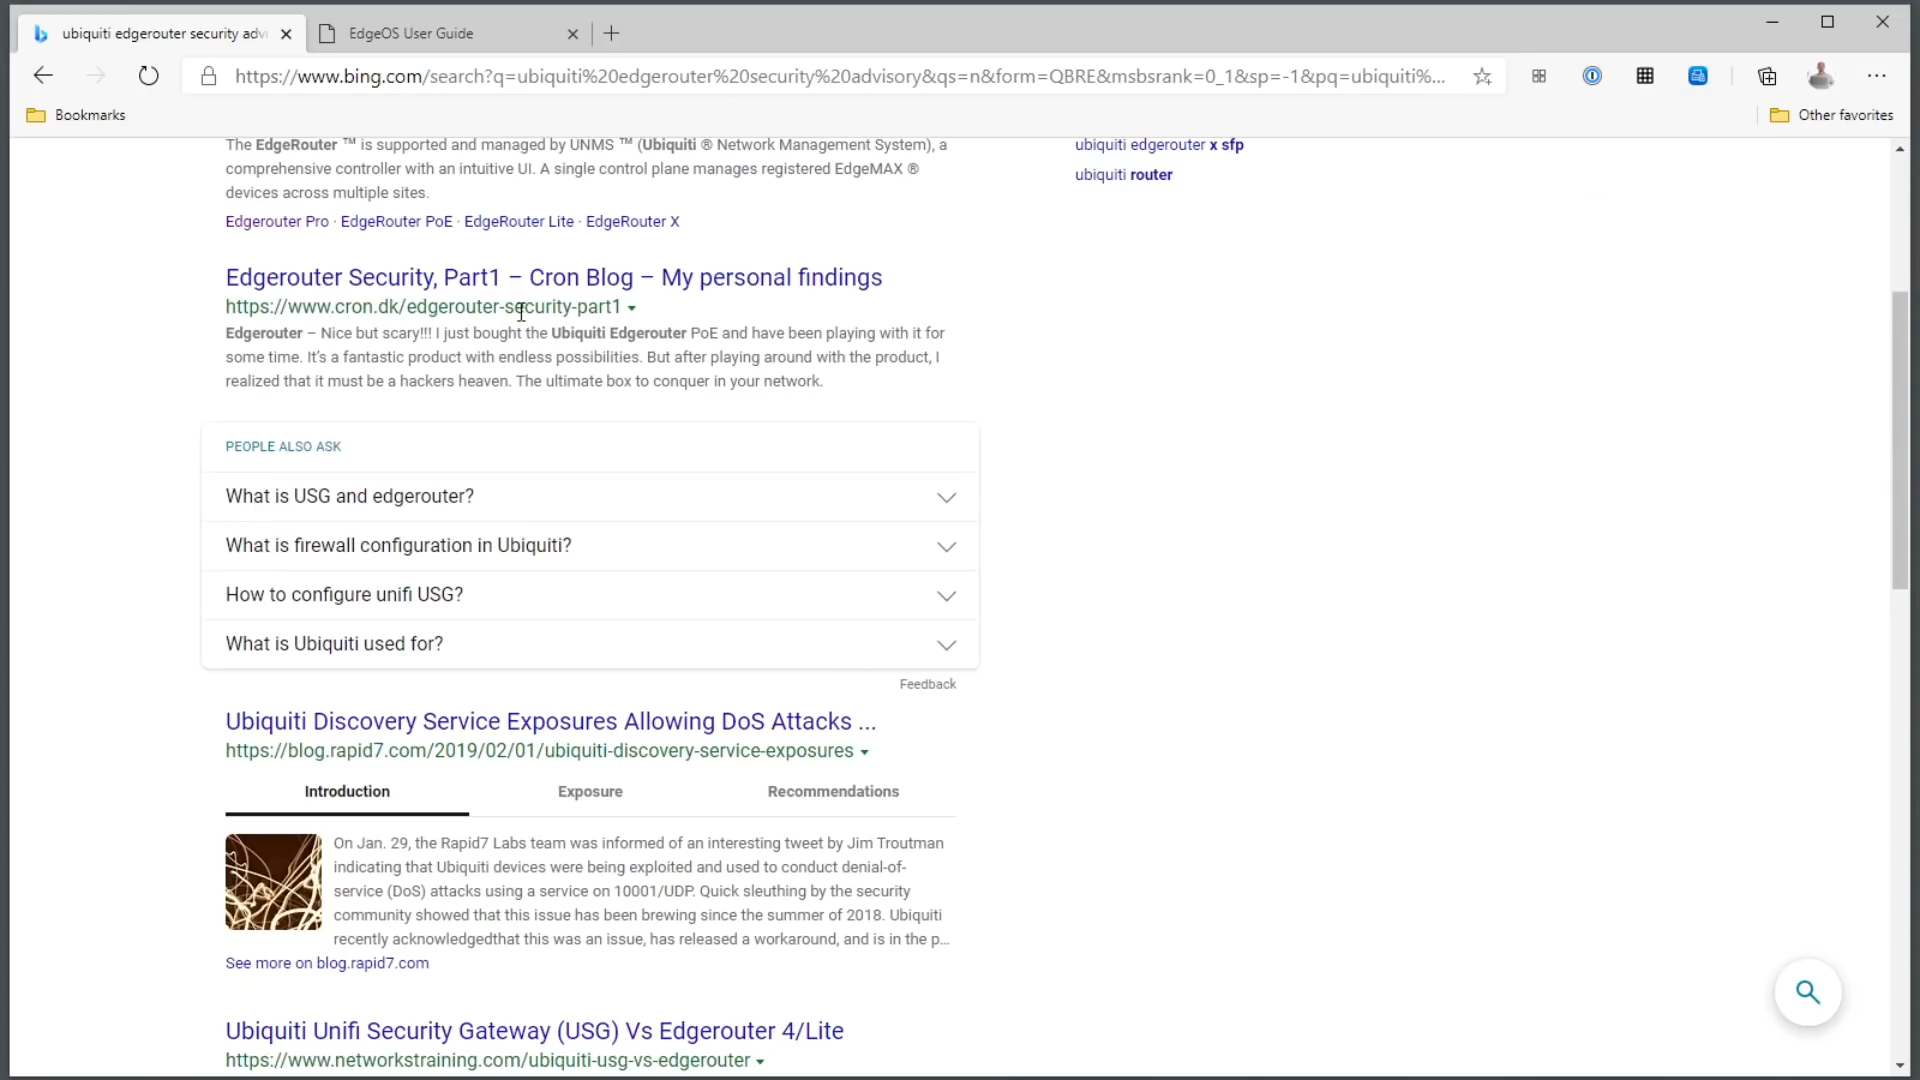 ubiquiti edgerouter security advi
EdgeOS User Guide
https://www.bing.com/search?q=ubiquiti%20edgerouter%20security%20advisory&qs=n&form=QBRE&msbsrank=0_1&sp=-1&pq=ubiquiti%...
Bookmarks
Other favorites
The EdgeRouter ™ is supported and managed by UNMS ™ (Ubiquiti ® Network Management System), a
comprehensive controller with an intuitive UI. A single control plane manages registered EdgeMAX ®
devices across multiple sites.
Edgerouter Pro · EdgeRouter PoE · EdgeRouter Lite · EdgeRouter X
ubiquiti edgerouter x sfp
ubiquiti router
Edgerouter Security, Part1 – Cron Blog – My personal findings
https://www.cron.dk/edgerouter-security-part1
Edgerouter – Nice but scary!!! I just bought the Ubiquiti Edgerouter PoE and have been playing with it for
some time. It's a fantastic product with endless possibilities. But after playing around with the product, I
realized that it must be a hackers heaven. The ultimate box to conquer in your network.
PEOPLE ALSO ASK
What is USG and edgerouter?
What is firewall configuration in Ubiquiti?
How to configure unifi USG?
What is Ubiquiti used for?
Feedback
Ubiquiti Discovery Service Exposures Allowing DoS Attacks ...
https://blog.rapid7.com/2019/02/01/ubiquiti-discovery-service-exposures
Introduction Exposure Recommendations
On Jan. 29, the Rapid7 Labs team was informed of an interesting tweet by Jim Troutman
indicating that Ubiquiti devices were being exploited and used to conduct denial-of-
service (DoS) attacks using a service on 10001/UDP. Quick sleuthing by the security
community showed that this issue has been brewing since the summer of 2018. Ubiquiti
recently acknowledgedthat this was an issue, has released a workaround, and is in the p...
See more on blog.rapid7.com
Ubiquiti Unifi Security Gateway (USG) Vs Edgerouter 4/Lite
https://www.networkstraining.com/ubiquiti-usg-vs-edgerouter